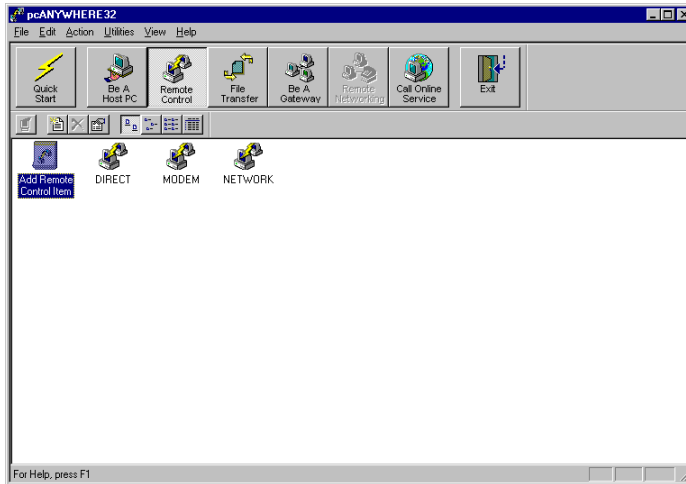 pcANYWHERE32
File Edit Action Utilities View Help
Quick Start
Be A Host PC
Remote Control
File Transfer
Be A Gateway
Remote Networking
Call Online Service
Exit
Add Remote Control Item
DIRECT
MODEM
NETWORK
For Help, press F1